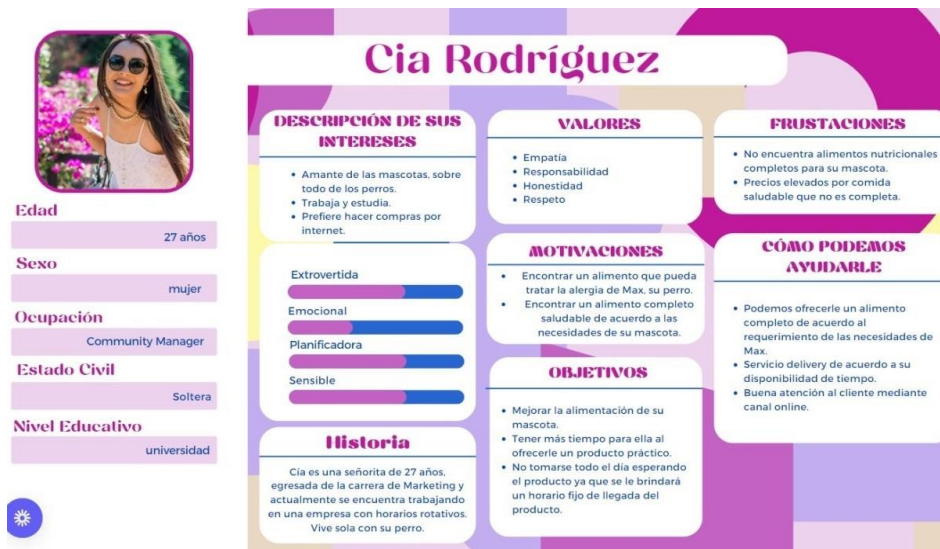 Cia Rodríguez
Edad
27 años
Sexo
mujer
Ocupación
Community Manager
Estado Civil
Soltera
Nivel Educativo
universidad
DESCRIPCIÓN DE SUS
INTERESES
• Amante de las mascotas, sobre
todo de los perros.
• Trabaja y estudia.
• Prefiere hacer compras por
internet.
Extrovertida
Emocional
Planificadora
Sensible
Historia
Cía es una señorita de 27 años,
egresada de la carrera de Marketing y
actualmente se encuentra trabajando
en una empresa con horarios rotativos.
Vive sola con su perro.
VALORES
• Empatía
• Responsabilidad
• Honestidad
• Respeto
MOTIVACIONES
• Encontrar un alimento que pueda
tratar la alergia de Max, su perro.
• Encontrar un alimento completo
saludable de acuerdo a las
necesidades de su mascota.
OBJETIVOS
• Mejorar la alimentación de su
mascota.
• Tener más tiempo para ella al
ofrecerle un producto práctico.
• No tomarse todo el día esperando
el producto ya que se le brindará
un horario fijo de llegada del
producto.
FRUSTACIONES
• No encuentra alimentos nutricionales
completos para su mascota.
• Precios elevados por comida
saludable que no es completa.
CÓMO PODEMOS
AYUDARLE
• Podemos ofrecerle un alimento
completo de acuerdo al
requerimiento de las necesidades de
Max.
• Servicio delivery de acuerdo a su
disponibilidad de tiempo.
• Buena atención al cliente mediante
canal online.